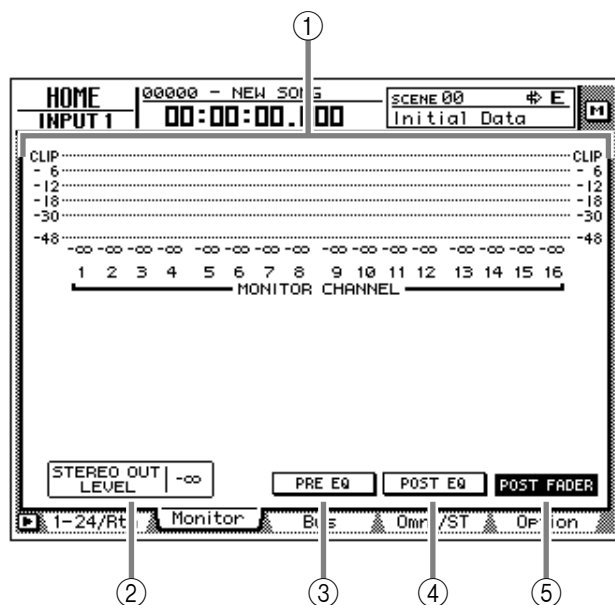 ①
HOME
INPUT 1
00000 - NEW SONG
00:00:00.000
SCENE 00 E
Initial Data
M
CLIP CLIP
- 6 - 6
-12 -12
-18 -18
-30 -30
-48 -48
-∞ -∞ -∞ -∞ -∞ -∞ -∞ -∞ -∞ -∞ -∞ -∞ -∞ -∞ -∞ -∞
1 2 3 4 5 6 7 8 9 10 11 12 13 14 15 16
MONITOR CHANNEL
STEREO OUT LEVEL -∞
PRE EQ POST EQ POST FADER
1-24/Rtn Monitor Bus Omni/ST Option
② ③ ④ ⑤